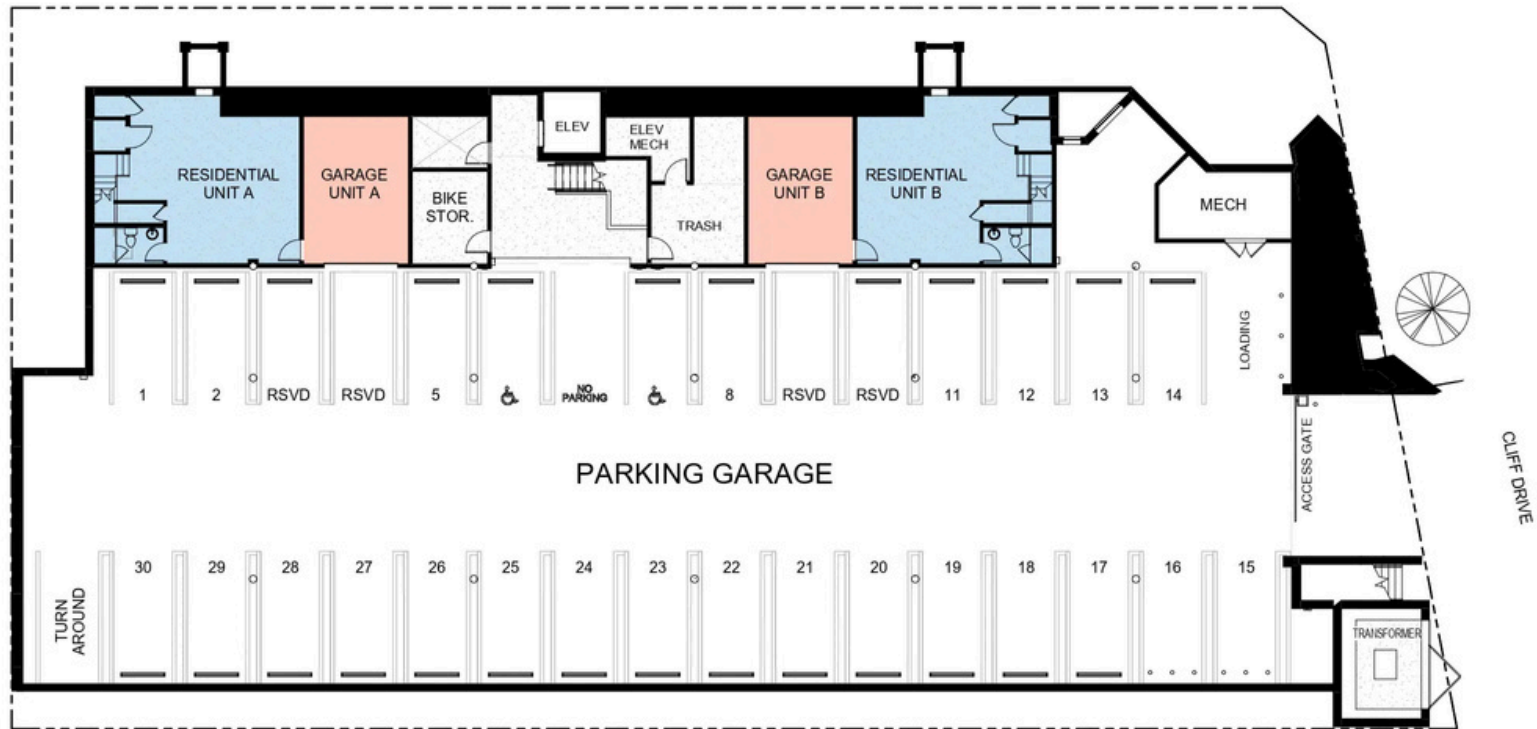 ELEV
ELEV
MECH
RESIDENTIAL
UNIT A
GARAGE
UNIT A
BIKE
STOR.
TRASH
GARAGE
UNIT B
RESIDENTIAL
UNIT B
MECH
LOADING
1
2
RSVD
RSVD
5
NO
PARKING
8
RSVD
RSVD
11
12
13
14
PARKING GARAGE
ACCESS GATE
CLIFF DRIVE
TURN
AROUND
30
29
28
27
26
25
24
23
22
21
20
19
18
17
16
15
TRANSFORMER